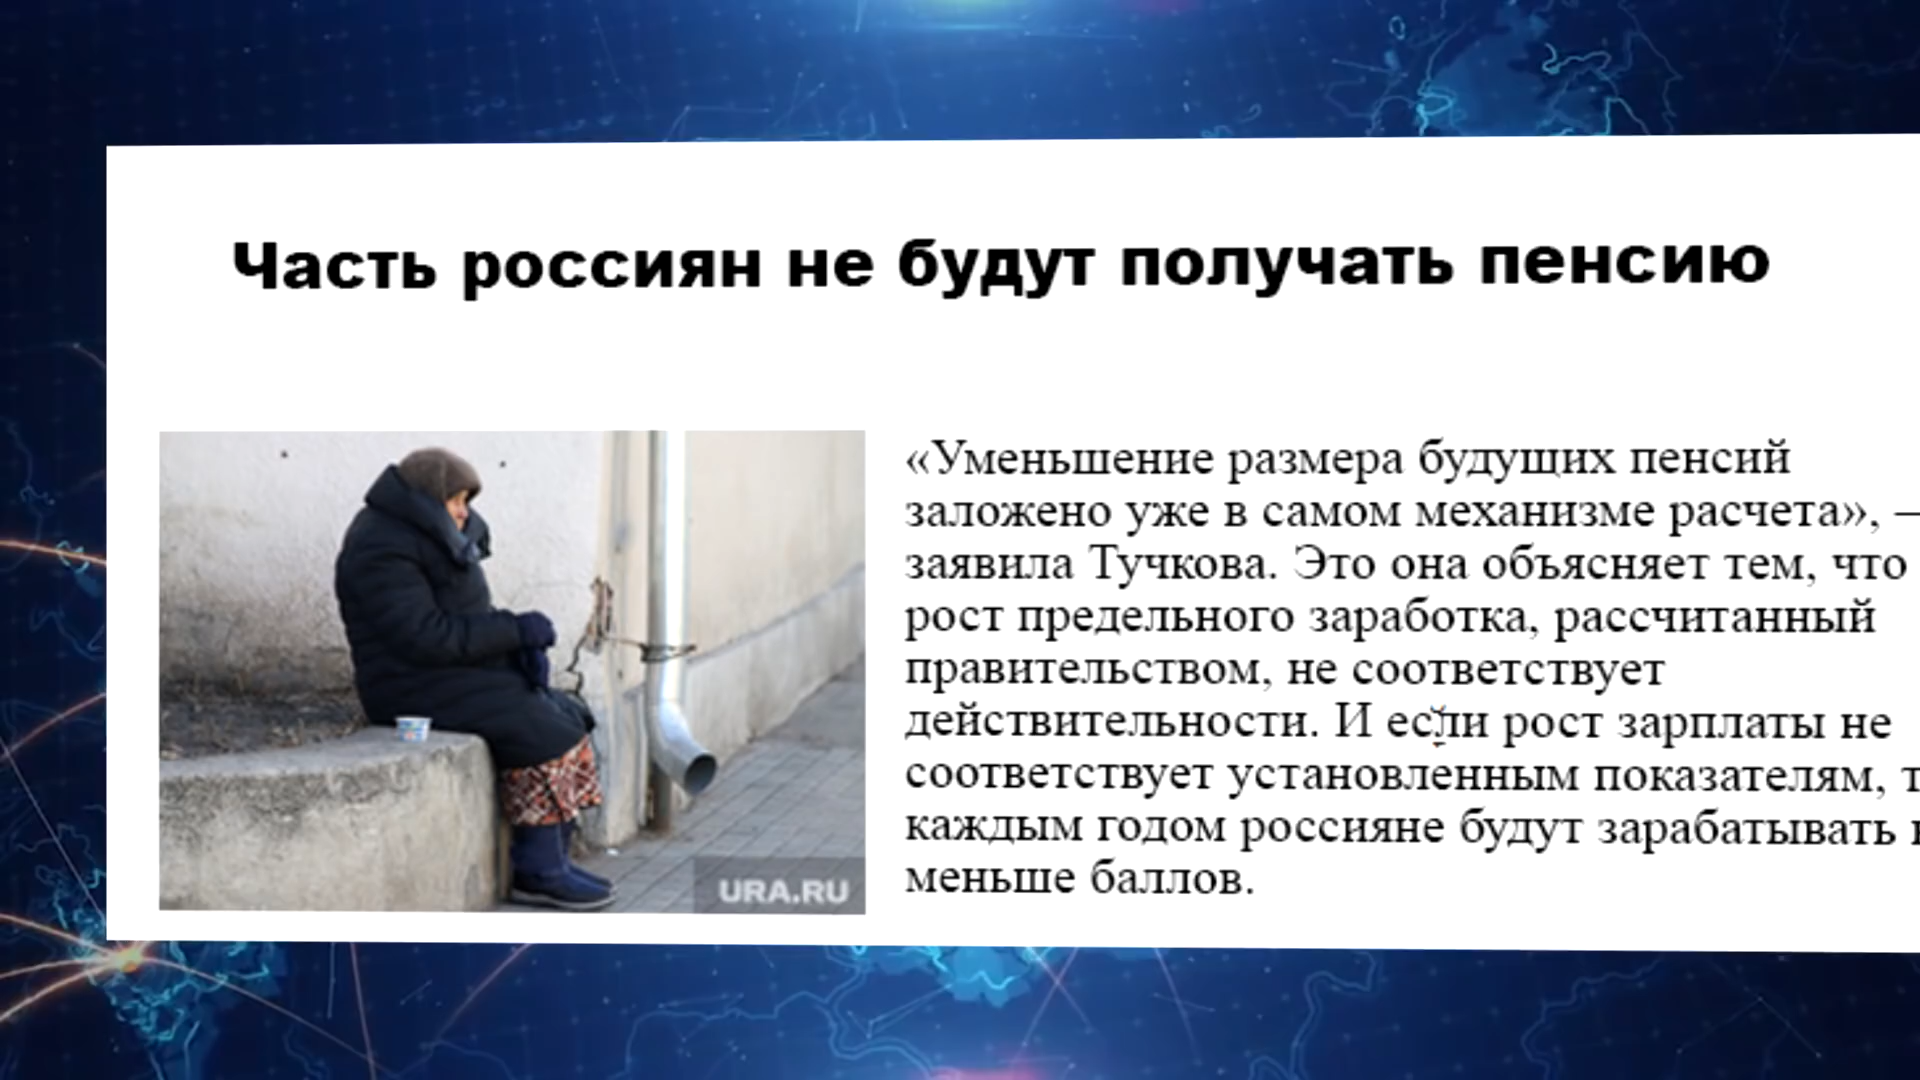 Часть россиян не будут получать пенсию
«Уменьшение размера будущих пенсий
заложено уже в самом механизме расчета», –
заявила Тучкова. Это она объясняет тем, что
рост предельного заработка, рассчитанный
правительством, не соответствует
действительности. И если рост зарплаты не
соответствует установленным показателям,
каждым годом россияне будут зарабатывать
меньше баллов.
URA.RU